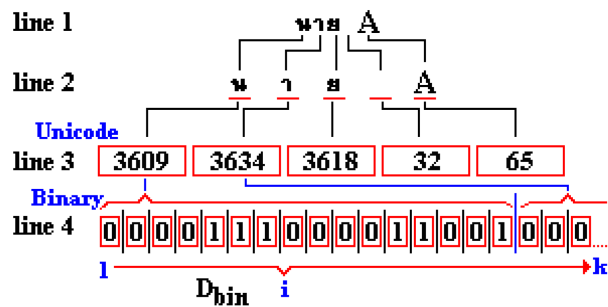 line 1 นาย A
line 2 น า ย A
Unicode
line 3 3609 3634 3618 32 65
Binary
line 4 0 0 0 0 1 1 1 0 0 0 0 1 1 0 0 1 0 0 0 ....
1 k
Dbin i